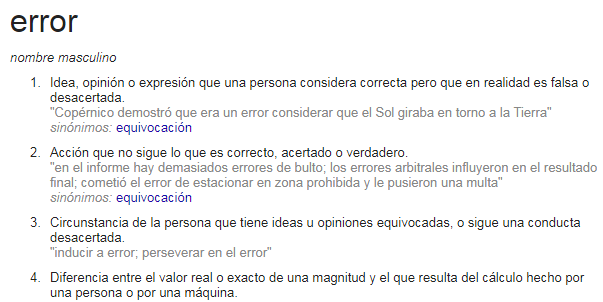 error
nombre masculino
1. Idea, opinión o expresión que una persona considera correcta pero que en realidad es falsa o
desacertada.
"Copérnico demostró que era un error considerar que el Sol giraba en torno a la Tierra"
sinónimos: equivocación
2. Acción que no sigue lo que es correcto, acertado o verdadero.
"en el informe hay demasiados errores de bulto; los errores arbitrales influyeron en el resultado
final; cometió el error de estacionar en zona prohibida y le pusieron una multa"
sinónimos: equivocación
3. Circunstancia de la persona que tiene ideas u opiniones equivocadas, o sigue una conducta
desacertada.
"inducir a error; perseverar en el error"
4. Diferencia entre el valor real o exacto de una magnitud y el que resulta del cálculo hecho por
una persona o por una máquina.